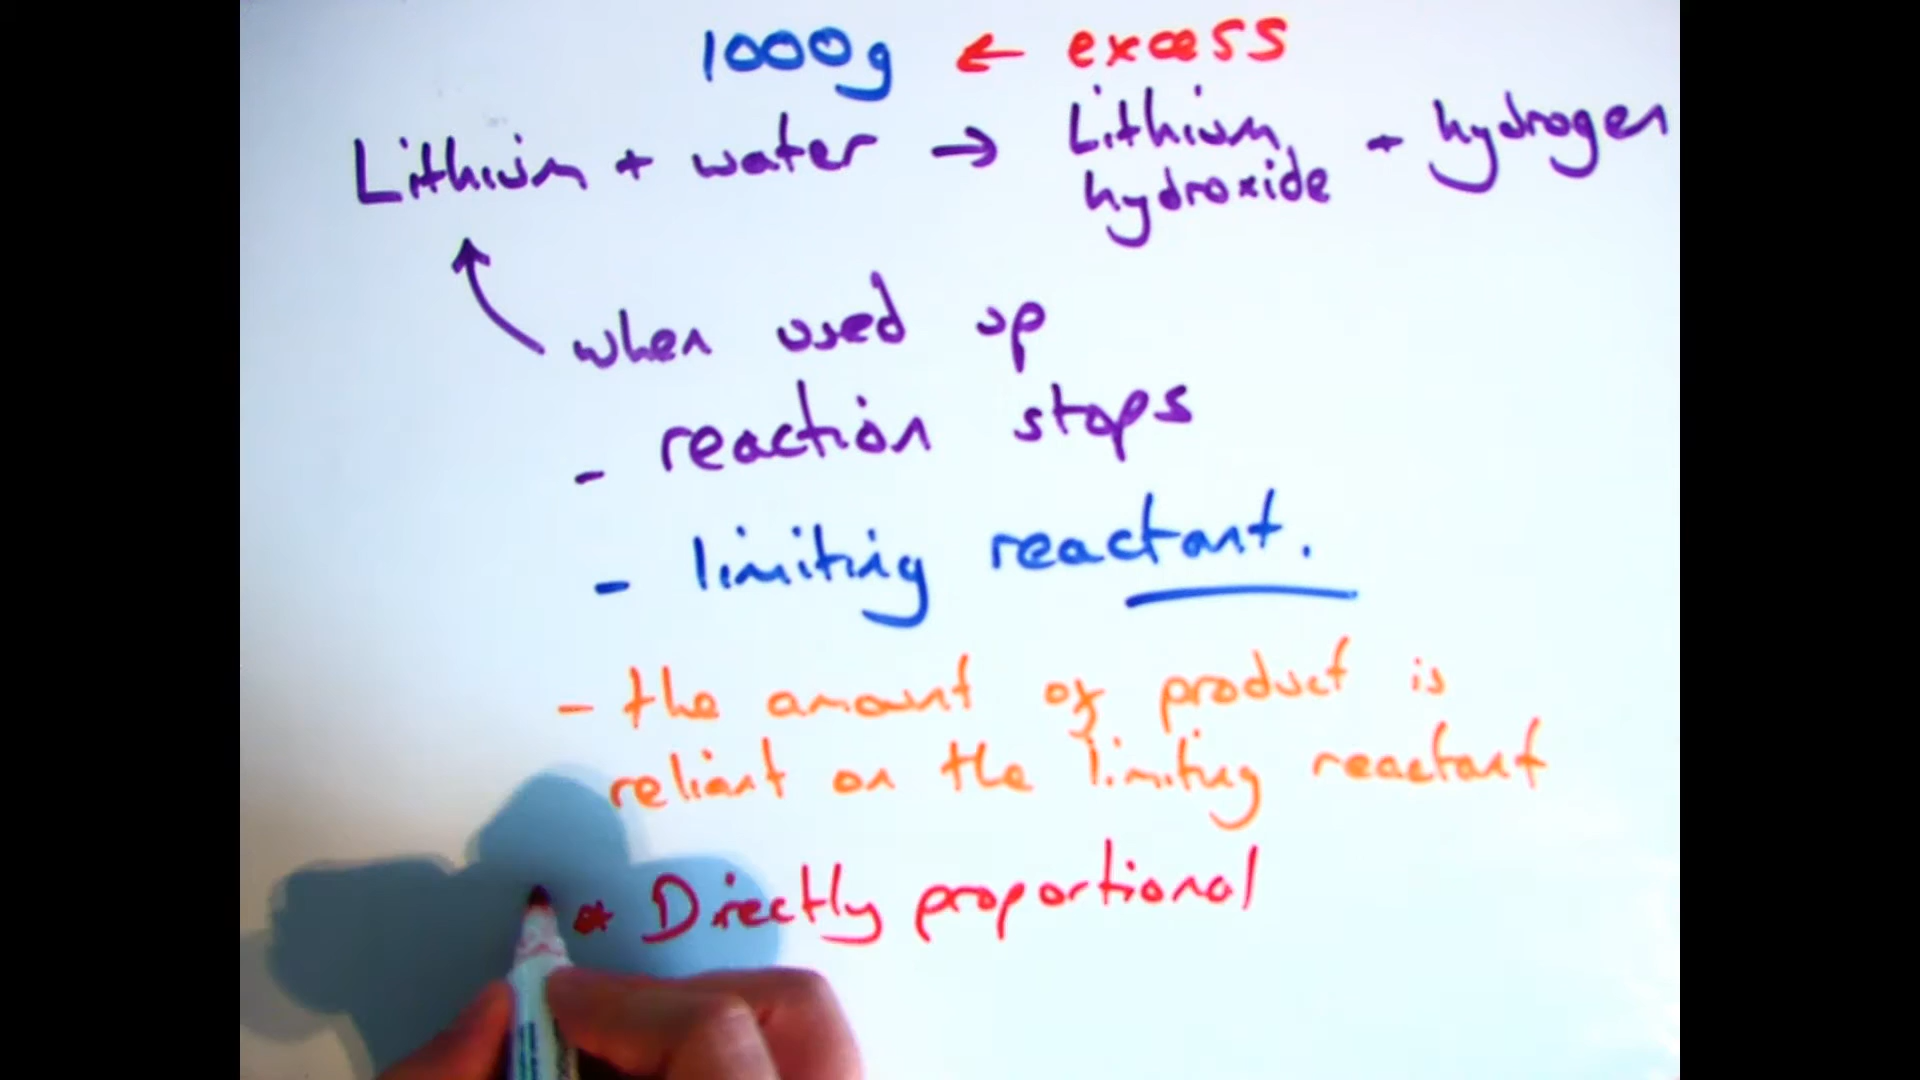 1000g ← excess
Lithium + water → Lithium hydroxide + hydrogen
when used up
- reaction stops
- limiting reactant.
- the amount of product is
reliant on the limiting reactant
* Directly proportional